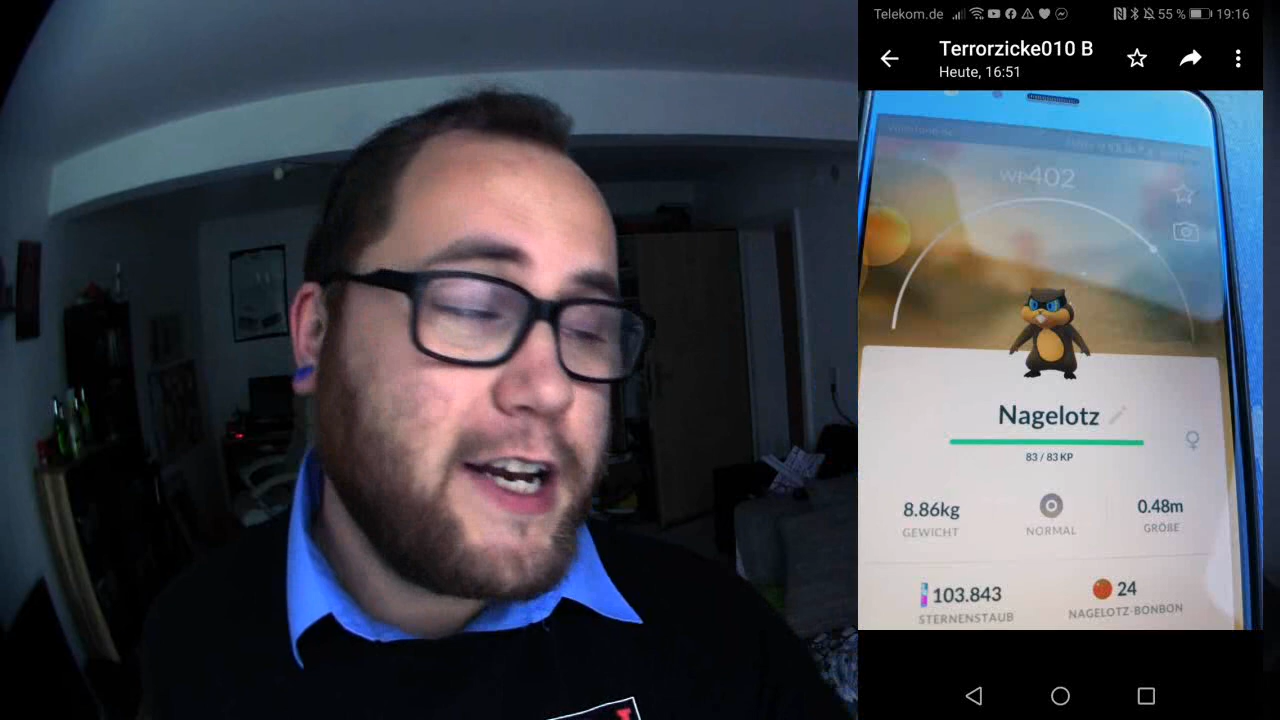 Telekom.de 55 % 19:16
Terrorzicke010 B
Heute, 16:51
WP402
Nagelotz
83 / 83 KP
8.86kg
GEWICHT
NORMAL
0.48m
GRÖßE
103.843
STERNENSTAUB
24
NAGELOTZ-BONBON